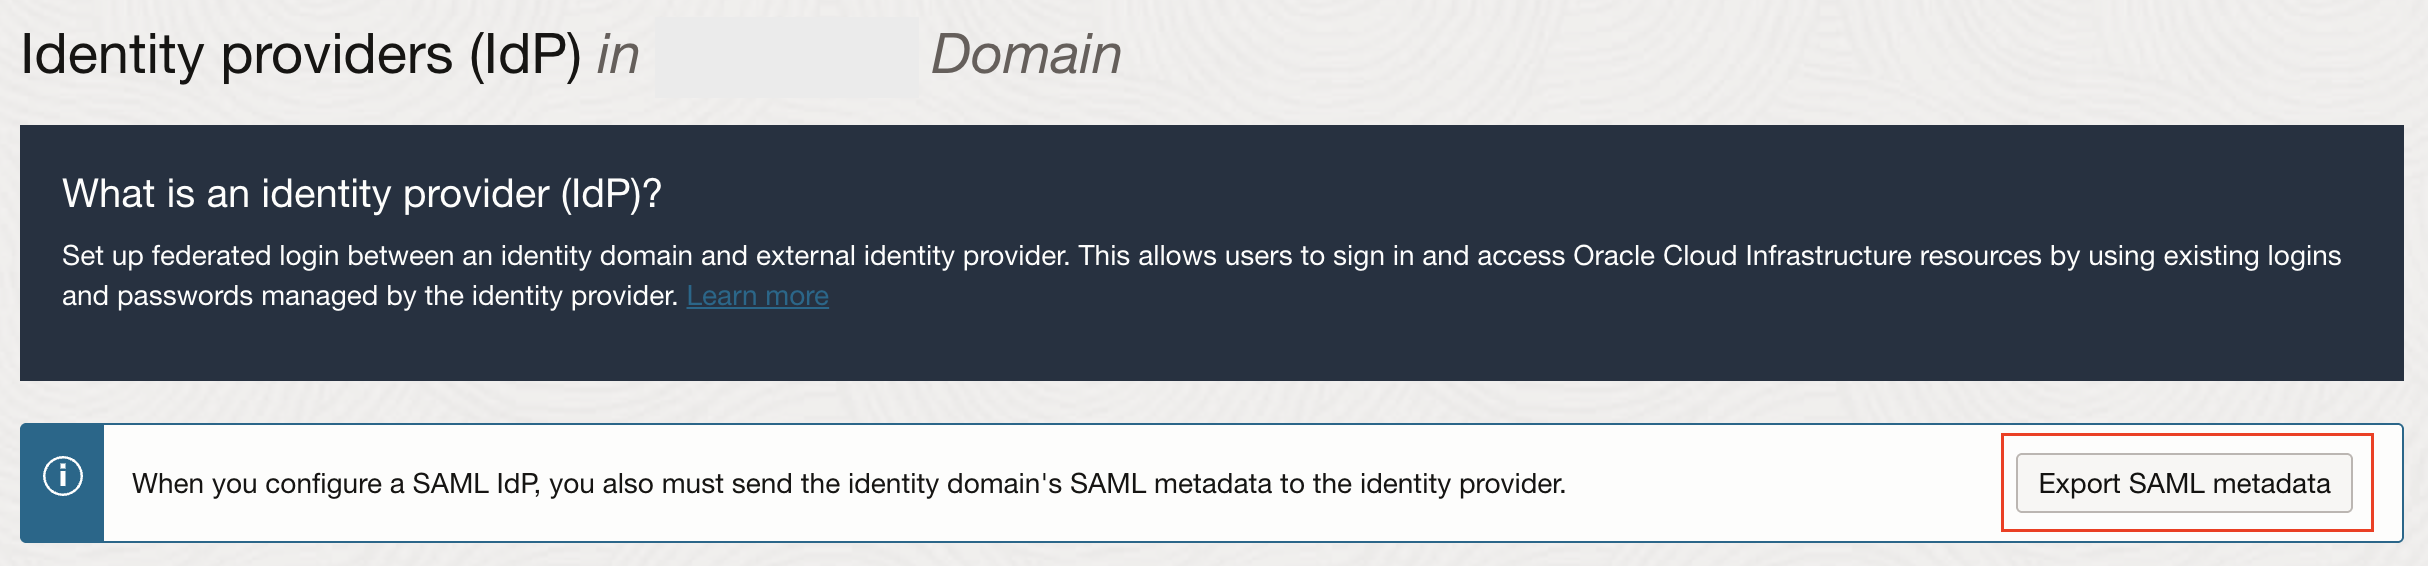 Identity providers (IdP) in Domain
What is an identity provider (IdP)?
Set up federated login between an identity domain and external identity provider. This allows users to sign in and access Oracle Cloud Infrastructure resources by using existing logins
and passwords managed by the identity provider. Learn more
When you configure a SAML IdP, you also must send the identity domain's SAML metadata to the identity provider.
Export SAML metadata